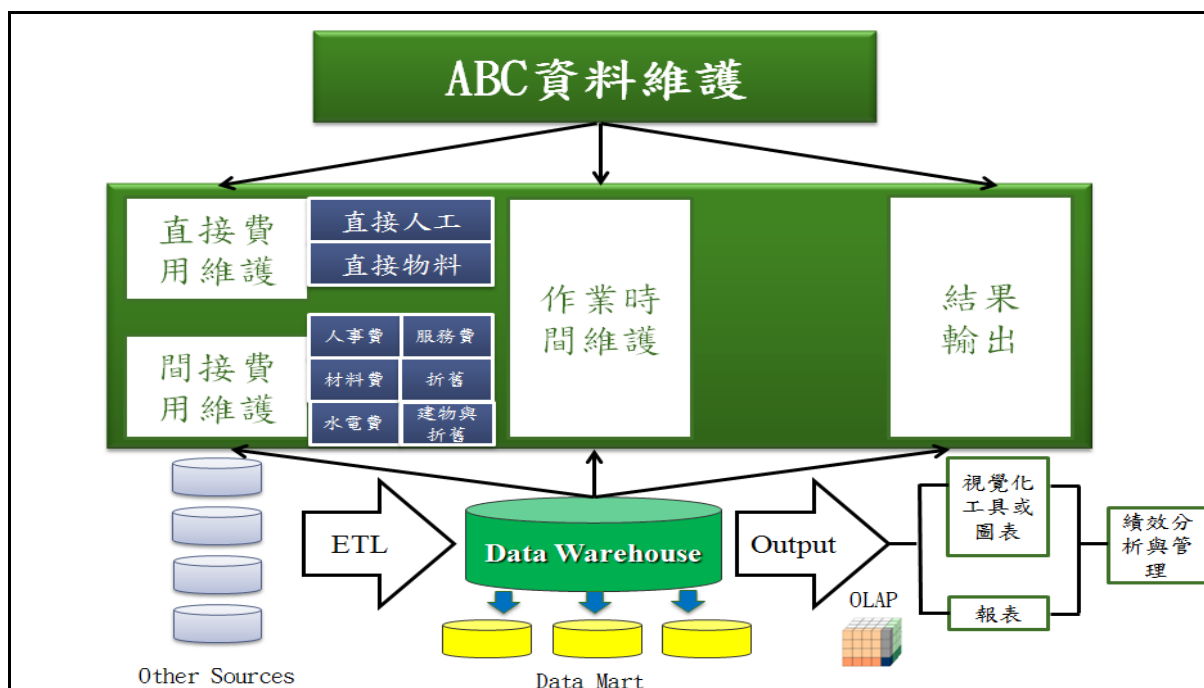 ABC資料維護
直接費
用維護
直接人工
直接物料
間接費
用維護
人事費
服務費
材料費
折舊
水電費
建物與
折舊
作業時
間維護
結果
輸出
Other Sources
ETL
Data Warehouse
Data Mart
Output
OLAP
視覺化
工具或
圖表
報表
績效分
析與管
理